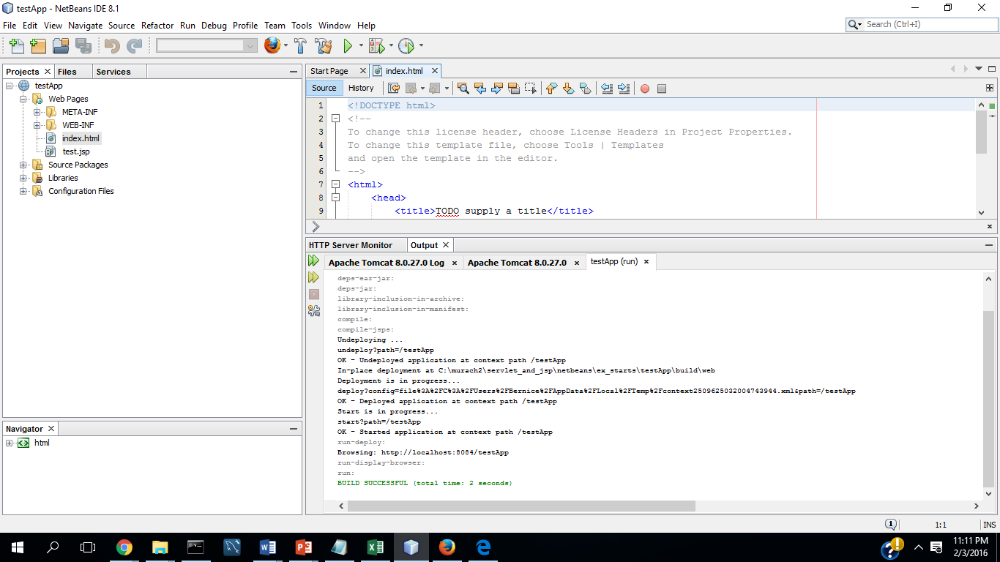 testApp - NetBeans IDE 8.1
File Edit View Navigate Source Refactor Run Debug Profile Team Tools Window Help
Search (Ctrl+I)
Projects Files Services
testApp
Web Pages
META-INF
WEB-INF
index.html
test.jsp
Source Packages
Libraries
Configuration Files
Navigator
html
Start Page index.html
Source History
1 <!DOCTYPE html>
2 <!--
3 To change this license header, choose License Headers in Project Properties.
4 To change this template file, choose Tools | Templates
5 and open the template in the editor.
6 -->
7 <html>
8 <head>
9 <title>TODO supply a title</title>
HTTP Server Monitor Output
Apache Tomcat 8.0.27.0 Log Apache Tomcat 8.0.27.0 testApp (run)
deps-ear-jar:
deps-jar:
library-inclusion-in-archive:
library-inclusion-in-manifest:
compile:
compile-jsps:
Undeploying ...
undeploy?path=/testApp
OK - Undeployed application at context path /testApp
In-place deployment at C:\murach2\servlet_and_jsp\netbeans\ex_starts\testApp\build\web
Deployment is in progress...
deploy?config=file%3A%2FC%3A%2FUsers%2FBernice%2FAppData%2FLocal%2FTemp%2Fcontext2509625032004743944.xml&path=/testApp
OK - Deployed application at context path /testApp
Start is in progress...
start?path=/testApp
OK - Started application at context path /testApp
run-deploy:
Browsing: http://localhost:8084/testApp
run-display-browser:
run:
BUILD SUCCESSFUL (total time: 2 seconds)
1 1:1 INS
11:11 PM
2/3/2016